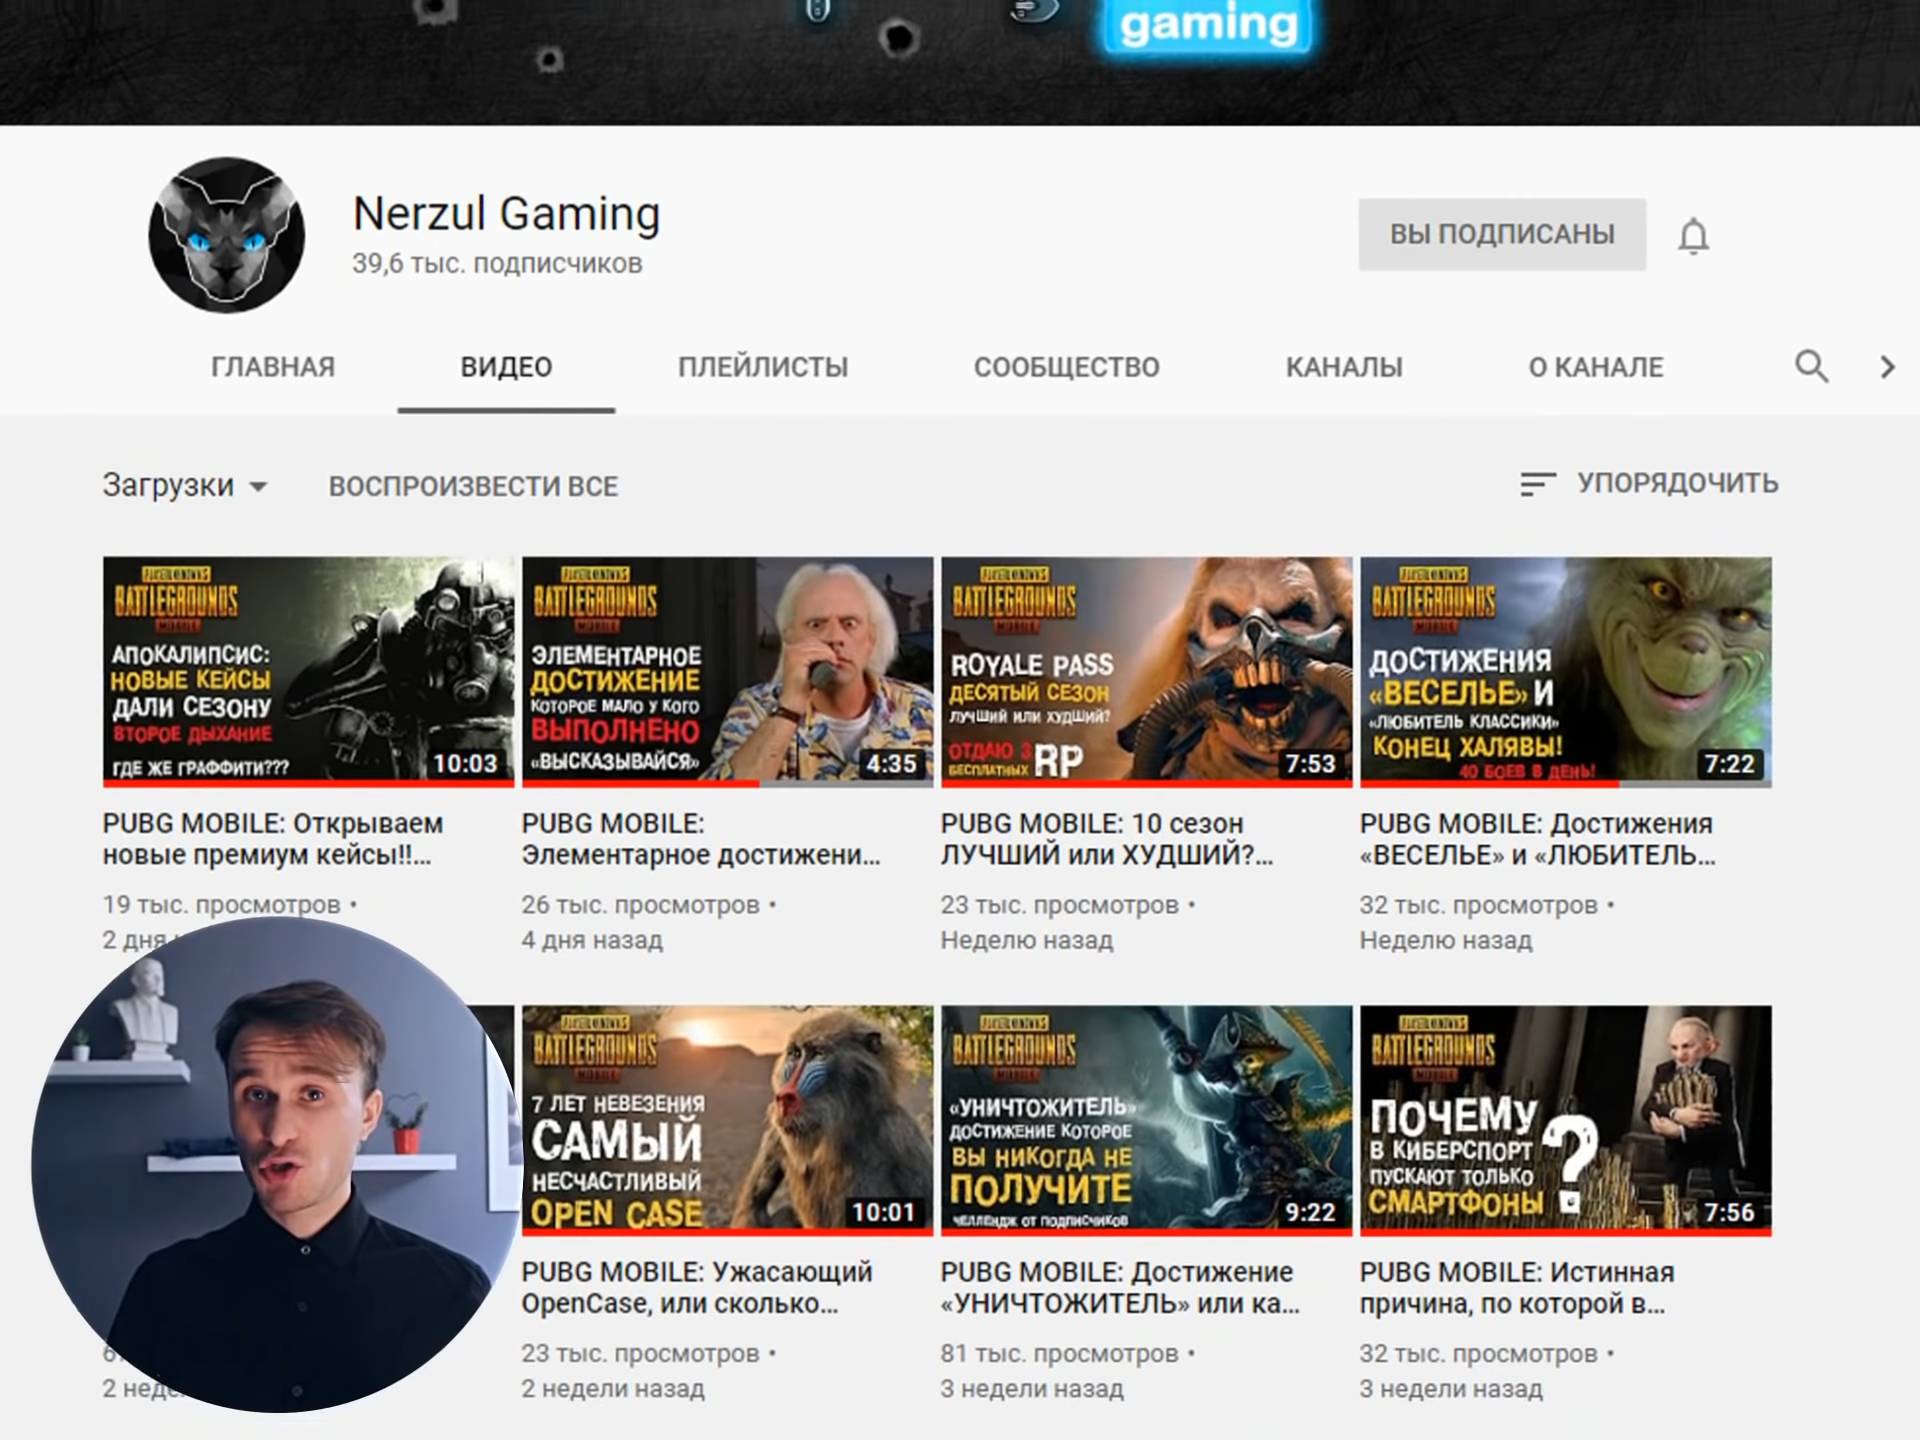 gaming
Nerzul Gaming
39,6 тыс. подписчиков
ВЫ ПОДПИСАНЫ
ГЛАВНАЯ
ВИДЕО
ПЛЕЙЛИСТЫ
СООБЩЕСТВО
КАНАЛЫ
О КАНАЛЕ
Загрузки
ВОСПРОИЗВЕСТИ ВСЕ
УПОРЯДОЧИТЬ
BATTLEGROUNDS
АПОКАЛИПСИС:
НОВЫЕ КЕЙСЫ
ДАЛИ СЕЗОНУ
ВТОРОЕ ДЫХАНИЕ
ГДЕ ЖЕ ГРАФФИТИ???
10:03
PUBG MOBILE: Открываем
новые премиум кейсы!!...
19 тыс. просмотров •
2 дня
BATTLEGROUNDS
ЭЛЕМЕНТАРНОЕ
ДОСТИЖЕНИЕ
КОТОРОЕ МАЛО У КОГО
ВЫПОЛНЕНО
«ВЫСКАЗЫВАЙСЯ»
4:35
PUBG MOBILE:
Элементарное достижени...
26 тыс. просмотров •
4 дня назад
BATTLEGROUNDS
ROYALE PASS
ДЕСЯТЫЙ СЕЗОН
ЛУЧШИЙ ИЛИ ХУДШИЙ?
ОТДАЮ 3
БЕСПЛАТНЫХ RP
7:53
PUBG MOBILE: 10 сезон
ЛУЧШИЙ или ХУДШИЙ?...
23 тыс. просмотров •
Неделю назад
BATTLEGROUNDS
ДОСТИЖЕНИЯ
«ВЕСЕЛЬЕ» И
«ЛЮБИТЕЛЬ КЛАССИКИ»
КОНЕЦ ХАЛЯВЫ!
40 БОЕВ В ДЕНЬ!
7:22
PUBG MOBILE: Достижения
«ВЕСЕЛЬЕ» и «ЛЮБИТЕЛЬ...
32 тыс. просмотров •
Неделю назад
2 неде
BATTLEGROUNDS
7 ЛЕТ НЕВЕЗЕНИЯ
САМЫЙ
НЕСЧАСТЛИВЫЙ
OPEN CASE
10:01
PUBG MOBILE: Ужасающий
OpenCase, или сколько...
23 тыс. просмотров •
2 недели назад
BATTLEGROUNDS
«УНИЧТОЖИТЕЛЬ»
ДОСТИЖЕНИЕ КОТОРОЕ
ВЫ НИКОГДА НЕ
ПОЛУЧИТЕ
ЧЕЛЛЕНДЖ ОТ ПОДПИСЧИКОВ
9:22
PUBG MOBILE: Достижение
«УНИЧТОЖИТЕЛЬ» или ка...
81 тыс. просмотров •
3 недели назад
BATTLEGROUNDS
ПОЧЕМУ
В КИБЕРСПОРТ
ПУСКАЮТ ТОЛЬКО
СМАРТФОНЫ ?
7:56
PUBG MOBILE: Истинная
причина, по которой в...
32 тыс. просмотров •
3 недели назад